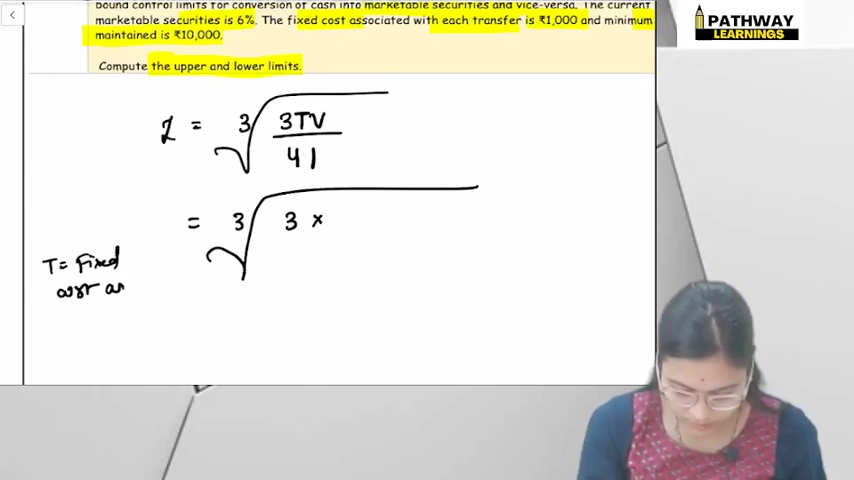 bound control limits for conversion of cash into marketable securities and vice-versa. The current
marketable securities is 6%. The fixed cost associated with each transfer is ₹1,000 and minimum
maintained is ₹10,000.
Compute the upper and lower limits.
PATHWAY
LEARNINGS
Z = 3√ 3TV
4I
= 3√ 3 ×
T = Fixed
cost as